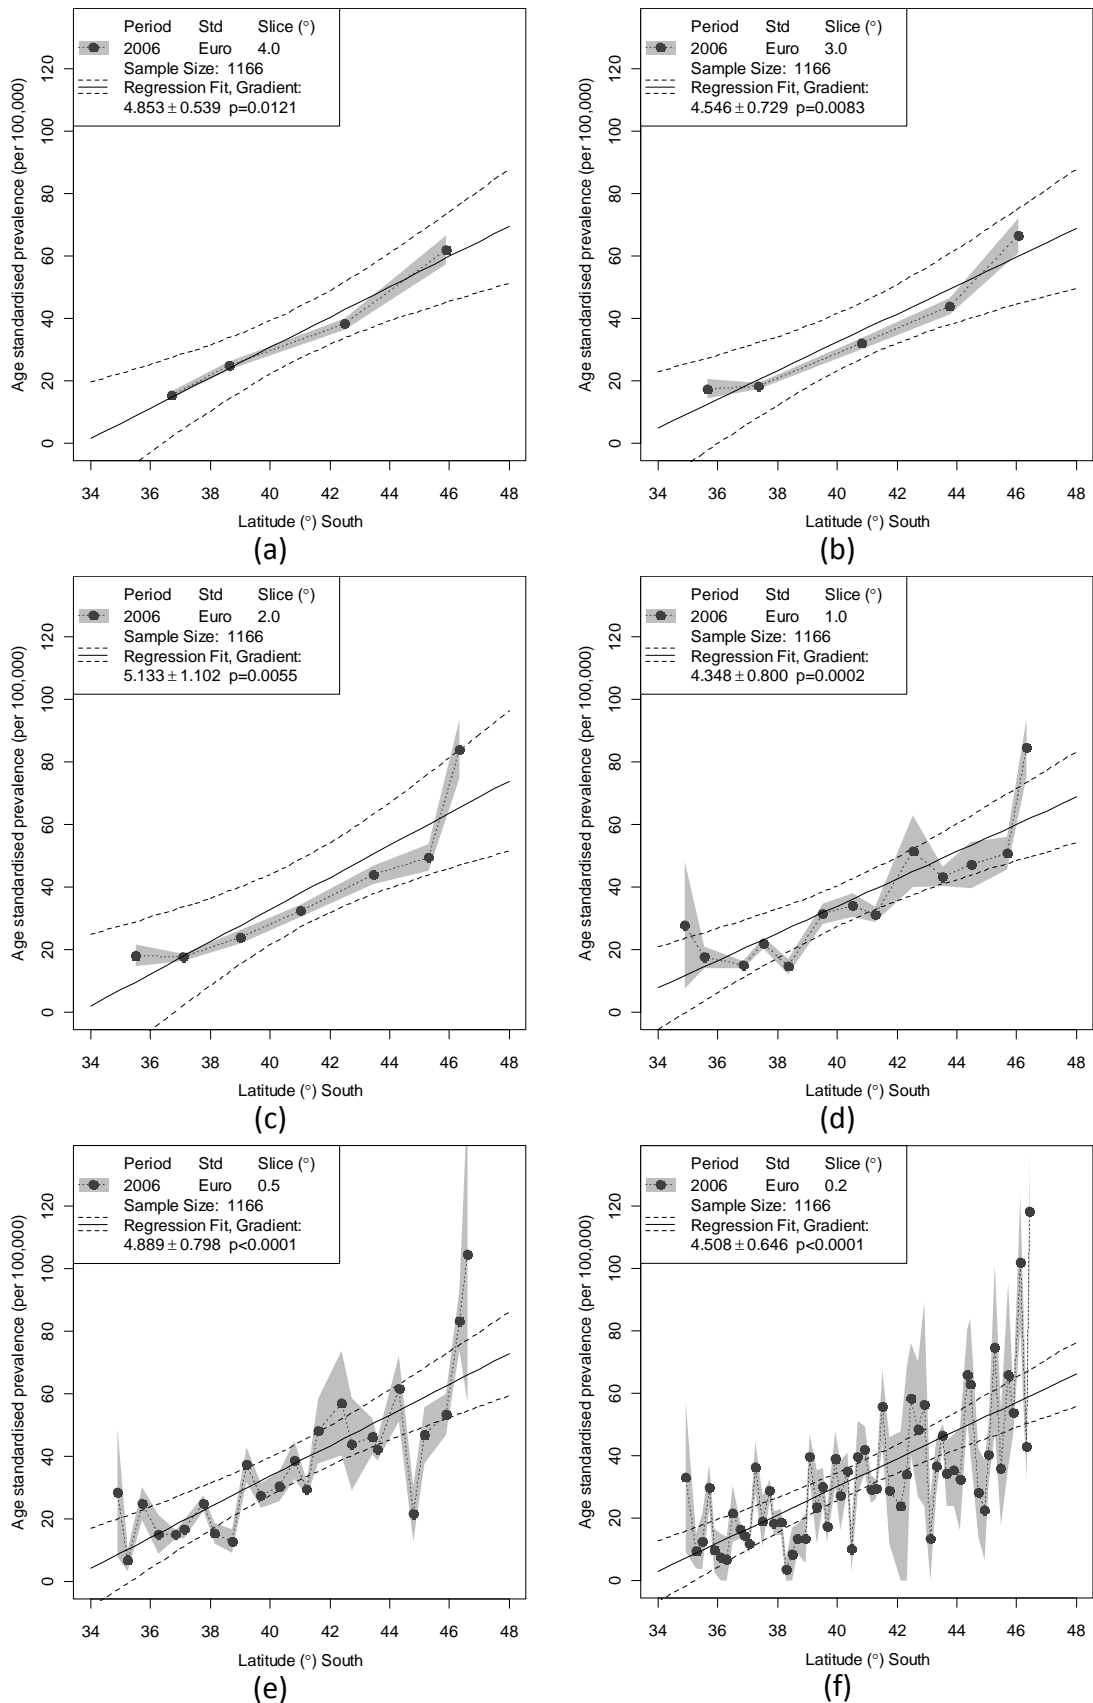 Period Std Slice (°)
2006 Euro 4.0
Sample Size: 1166
Regression Fit, Gradient:
4.853 ± 0.539 p=0.0121
Age standardised prevalence (per 100,000)
0 20 40 60 80 100 120
34 36 38 40 42 44 46 48
Latitude (°) South
(a)
Period Std Slice (°)
2006 Euro 3.0
Sample Size: 1166
Regression Fit, Gradient:
4.546 ± 0.729 p=0.0083
Age standardised prevalence (per 100,000)
0 20 40 60 80 100 120
34 36 38 40 42 44 46 48
Latitude (°) South
(b)
Period Std Slice (°)
2006 Euro 2.0
Sample Size: 1166
Regression Fit, Gradient:
5.133 ± 1.102 p=0.0055
Age standardised prevalence (per 100,000)
0 20 40 60 80 100 120
34 36 38 40 42 44 46 48
Latitude (°) South
(c)
Period Std Slice (°)
2006 Euro 1.0
Sample Size: 1166
Regression Fit, Gradient:
4.348 ± 0.800 p=0.0002
Age standardised prevalence (per 100,000)
0 20 40 60 80 100 120
34 36 38 40 42 44 46 48
Latitude (°) South
(d)
Period Std Slice (°)
2006 Euro 0.5
Sample Size: 1166
Regression Fit, Gradient:
4.889 ± 0.798 p<0.0001
Age standardised prevalence (per 100,000)
0 20 40 60 80 100 120
34 36 38 40 42 44 46 48
Latitude (°) South
(e)
Period Std Slice (°)
2006 Euro 0.2
Sample Size: 1166
Regression Fit, Gradient:
4.508 ± 0.646 p<0.0001
Age standardised prevalence (per 100,000)
0 20 40 60 80 100 120
34 36 38 40 42 44 46 48
Latitude (°) South
(f)